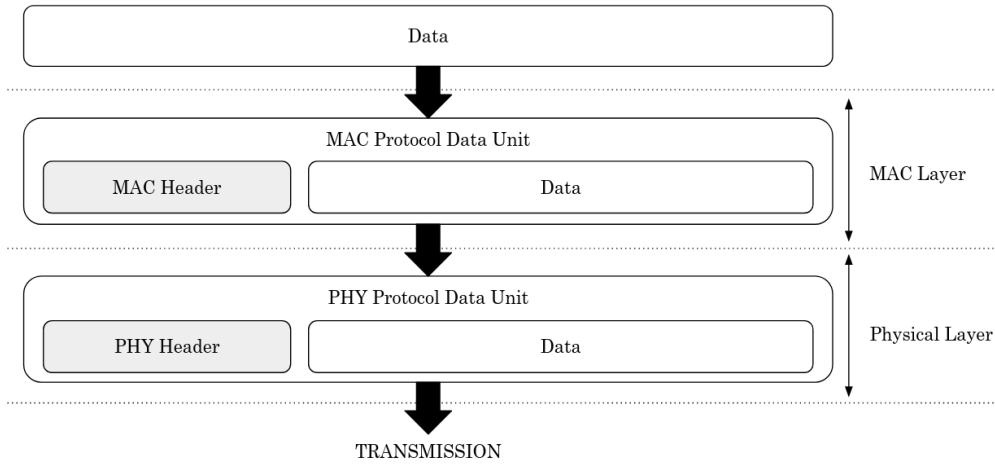 Data
MAC Protocol Data Unit
MAC Header
Data
MAC Layer
PHY Protocol Data Unit
PHY Header
Data
Physical Layer
TRANSMISSION